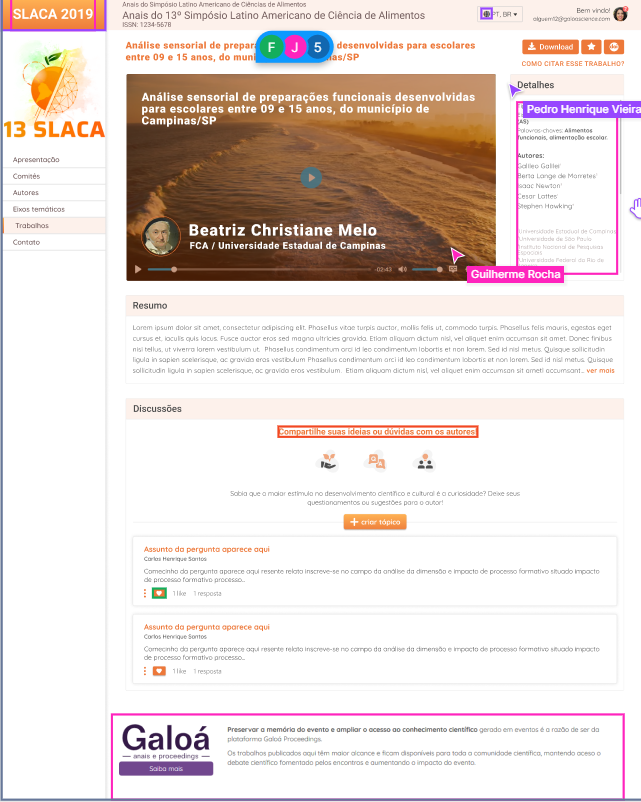 SLACA 2019
Anais do Simpósio Latino Americano de Ciências de Alimentos
Anais do 13º Simpósio Latino Americano de Ciência de Alimentos
ISSN: 1234-5678
PT, BR
Bem vindo!
alguem12@galoascience.com
13 SLACA
Apresentação
Comitês
Autores
Eixos temáticos
Trabalhos
Contato
Análise sensorial de desenvolvidas para escolares
entre 09 e 15 anos, do
F J 5
Download
COMO CITAR ESSE TRABALHO?
Análise sensorial de preparações funcionais desenvolvidas
para escolares entre 09 e 15 anos, do município de
Campinas/SP
Beatriz Christiane Melo
FCA / Universidade Estadual de Campinas
-02:43
Guilherme Rocha
Detalhes
Pedro Henrique Vieira
(AS)
Palavras-chaves: Alimentos
funcionais, alimentação escolar.
Autores:
Galileo Galilei
Berta Lange de Morretes
Isaac Newton
Cesar Lattes
Stephen Hawking
Universidade Estadual de Campinas
Universidade de São Paulo
Instituto Nacional de Pesquisas
Espaciais
Universidade Federal do Rio de
Resumo
Lorem ipsum dolor sit amet, consectetur adipiscing elit. Phasellus vitae turpis auctor, mollis felis ut, commodo turpis. Phasellus felis mauris, egestas eget
cursus et, iaculis quis lacus. Fusce auctor eros sed magna ultricies gravida. Etiam aliquam dictum nisl, vel aliquet enim accumsan sit amet. Donec finibus
nisi tellus, ut viverra lorem vestibulum ut. Phasellus condimentum orci id leo condimentum lobortis et non lorem. Sed id nisl metus. Quisque sollicitudin
ligula in sapien scelerisque, ac gravida eros vestibulum Phasellus condimentum orci id leo condimentum lobortis et non lorem. Sed id nisl metus. Quisque
sollicitudin ligula in sapien scelerisque, ac gravida eros vestibulum. Etiam aliquam dictum nisl, vel aliquet enim accumsan sit amet! accumsant... ver mais
Discussões
Compartilhe suas ideias ou dúvidas com os autores!
Sabia que o maior estímulo no desenvolvimento científico e cultural é a curiosidade? Deixe seus
questionamentos ou sugestões para o autor!
+ criar tópico
Assunto da pergunta aparece aqui
Carlos Henrique Santos
Comecinho da pergunta aparece aqui resente relato inscreve-se no campo da análise da dimensão e impacto de processo formativo situado impacto
de processo formativo processo...
1 like 1 resposta
Assunto da pergunta aparece aqui
Carlos Henrique Santos
Comecinho da pergunta aparece aqui resente relato inscreve-se no campo da análise da dimensão e impacto de processo formativo situado impacto
de processo formativo processo...
1 like 1 resposta
Galoá
anais e proceedings
Saiba mais
Preservar a memória do evento e ampliar o acesso ao conhecimento científico gerado em eventos é a razão de ser da
plataforma Galoá Proceedings.
Os trabalhos publicados aqui têm maior alcance e ficam disponíveis para toda a comunidade científica, mantendo aceso o
debate científico fomentado pelos encontros e aumentando o impacto do evento.